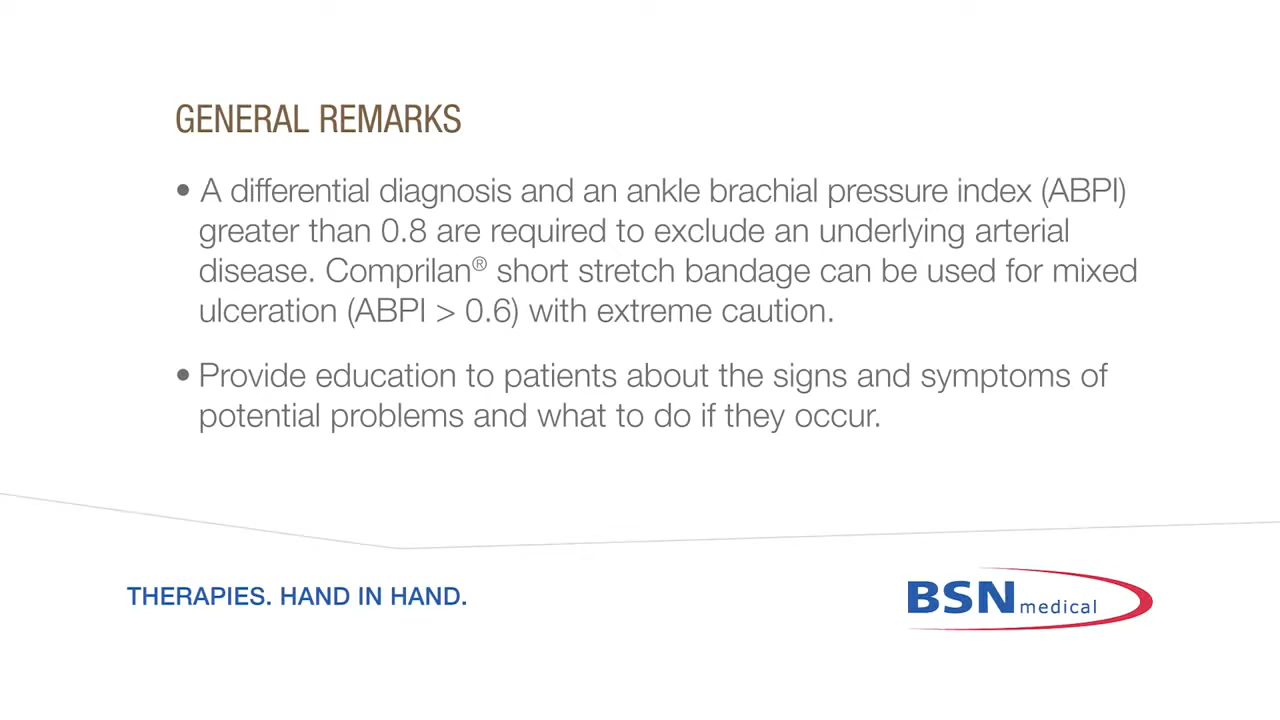 GENERAL REMARKS
• A differential diagnosis and an ankle brachial pressure index (ABPI)
greater than 0.8 are required to exclude an underlying arterial
disease. Comprilan® short stretch bandage can be used for mixed
ulceration (ABPI > 0.6) with extreme caution.
• Provide education to patients about the signs and symptoms of
potential problems and what to do if they occur.
THERAPIES. HAND IN HAND.
BSN medical